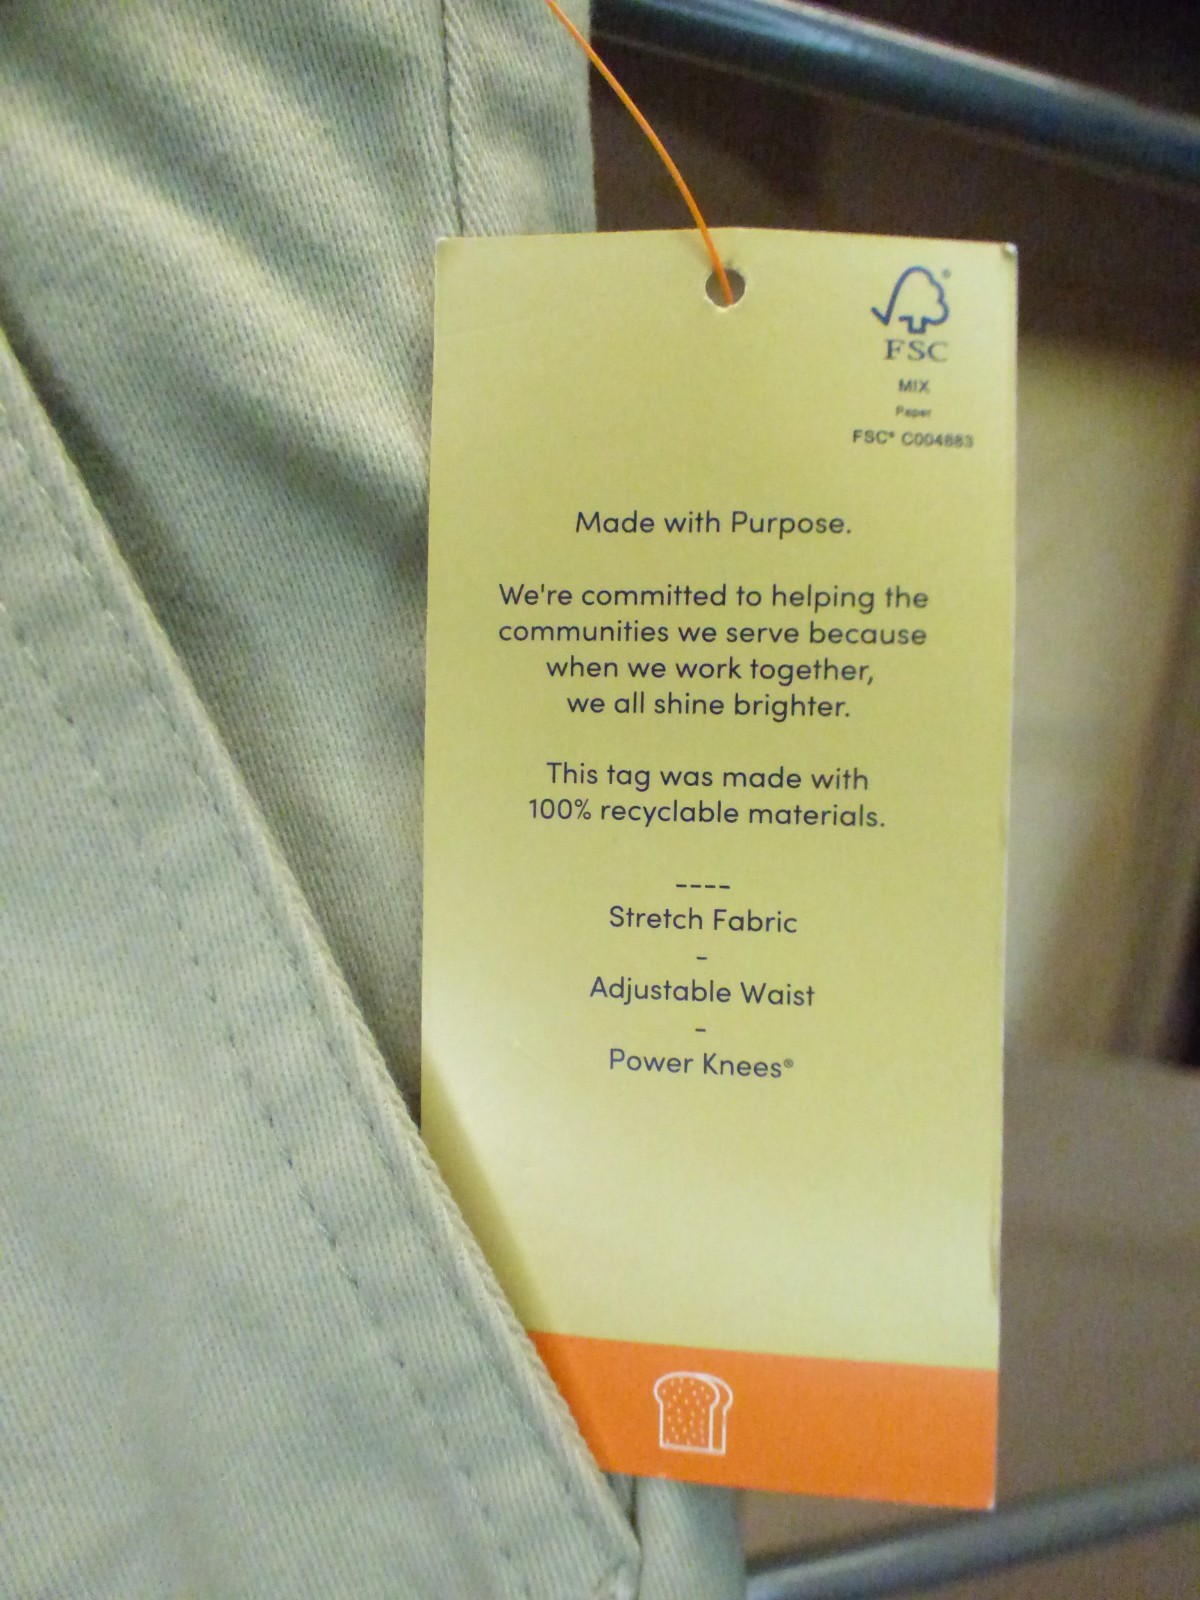 FSC
MIX
Paper
FSC® C004883
Made with Purpose.
We're committed to helping the
communities we serve because
when we work together,
we all shine brighter.
This tag was made with
100% recyclable materials.
----
Stretch Fabric
-
Adjustable Waist
-
Power Knees®